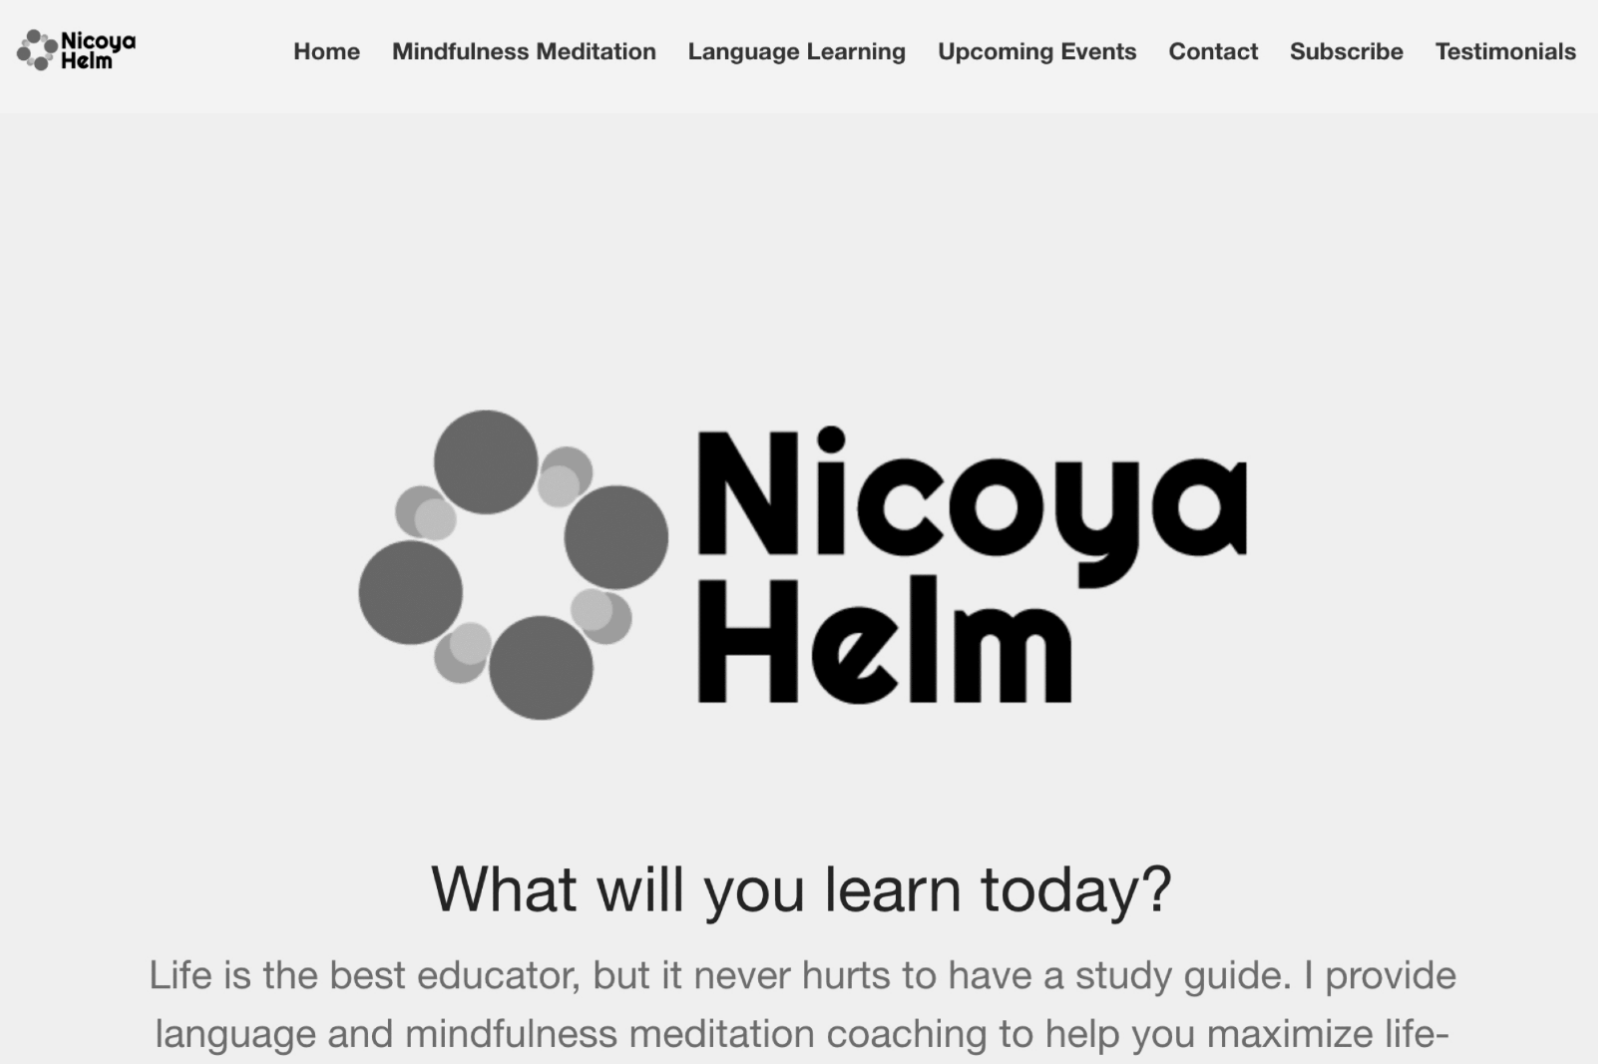 Nicoya
Helm
Home Mindfulness Meditation Language Learning Upcoming Events Contact Subscribe Testimonials
Nicoya
Helm
What will you learn today?
Life is the best educator, but it never hurts to have a study guide. I provide
language and mindfulness meditation coaching to help you maximize life-